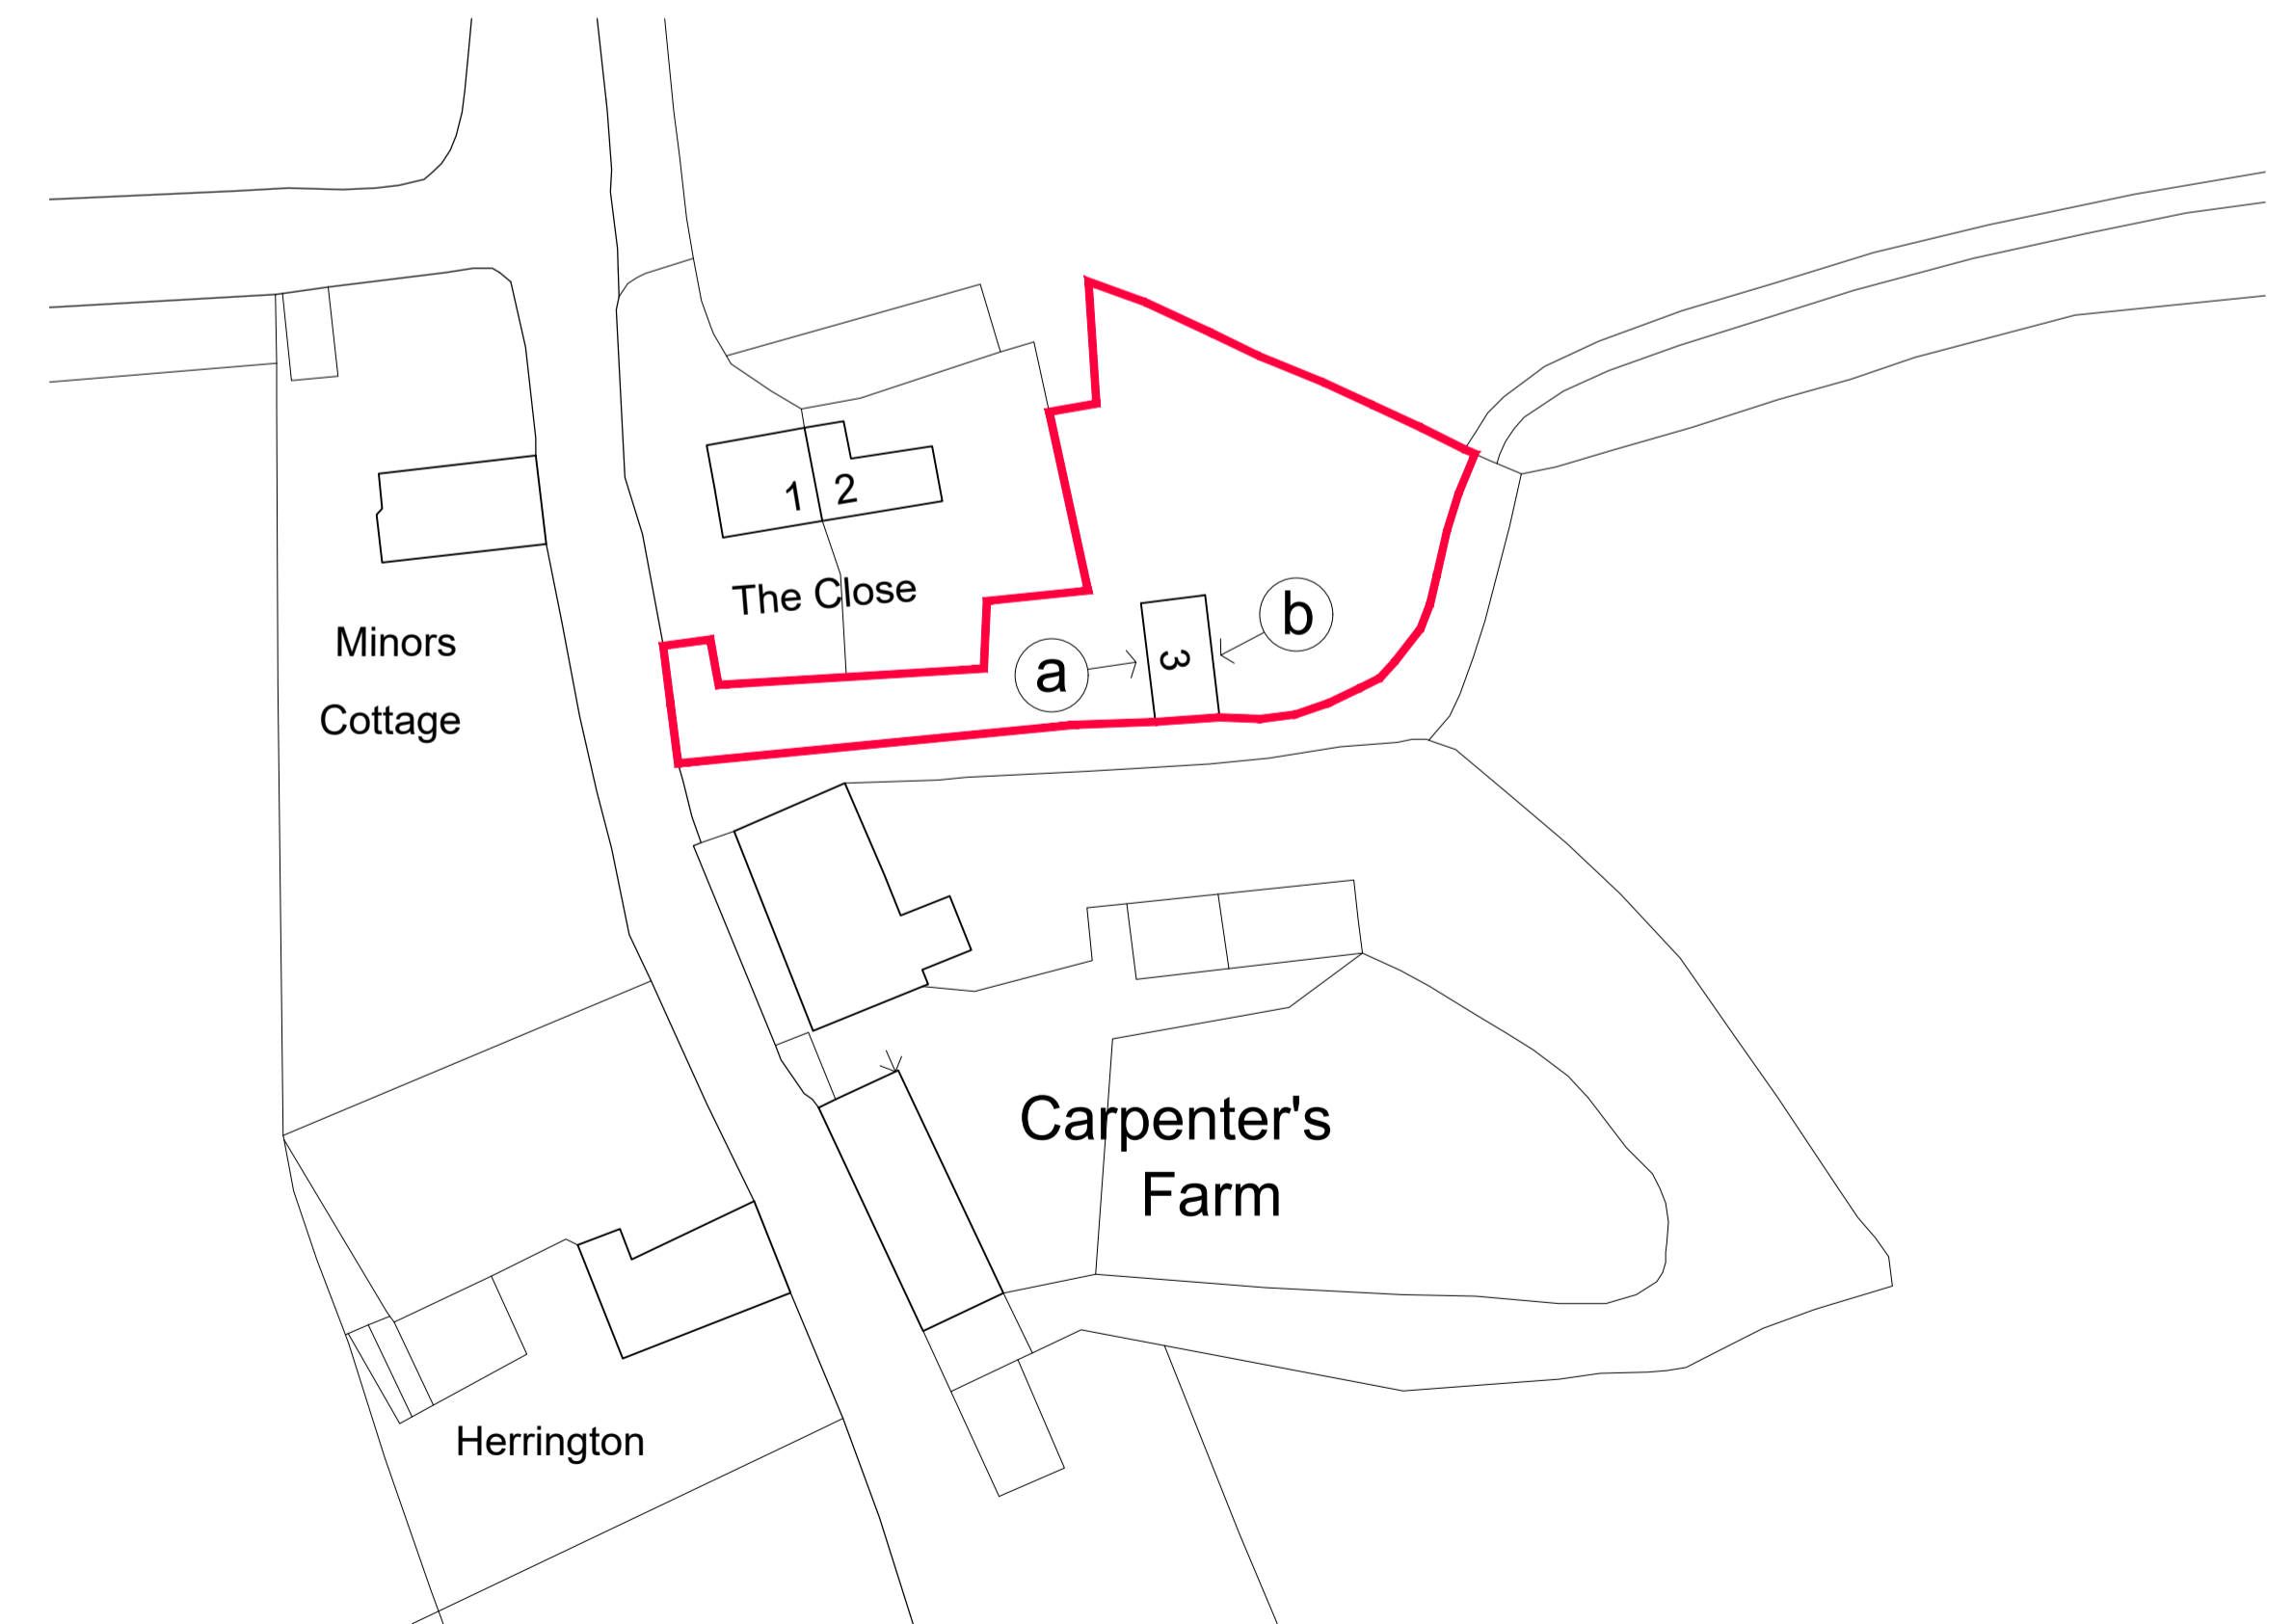 1
2
The Close
Minors
Cottage
a
3
b
Carpenter's
Farm
Herrington